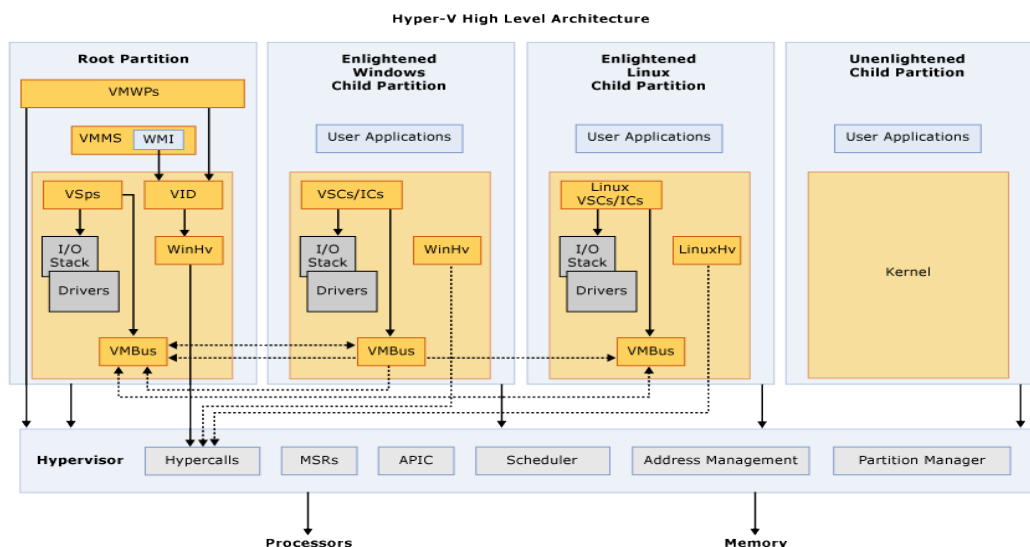 Hyper-V High Level Architecture
Root Partition
VMWPs
VMMS
WMI
VSps
VID
I/O
Stack
Drivers
WinHv
VMBus
Enlightened
Windows
Child Partition
User Applications
VSCs/ICs
I/O
Stack
Drivers
WinHv
VMBus
Enlightened
Linux
Child Partition
User Applications
Linux
VSCs/ICs
I/O
Stack
Drivers
LinuxHv
VMBus
Unenlightened
Child Partition
User Applications
Kernel
Hypervisor
Hypercalls
MSRs
APIC
Scheduler
Address Management
Partition Manager
Processors
Memory